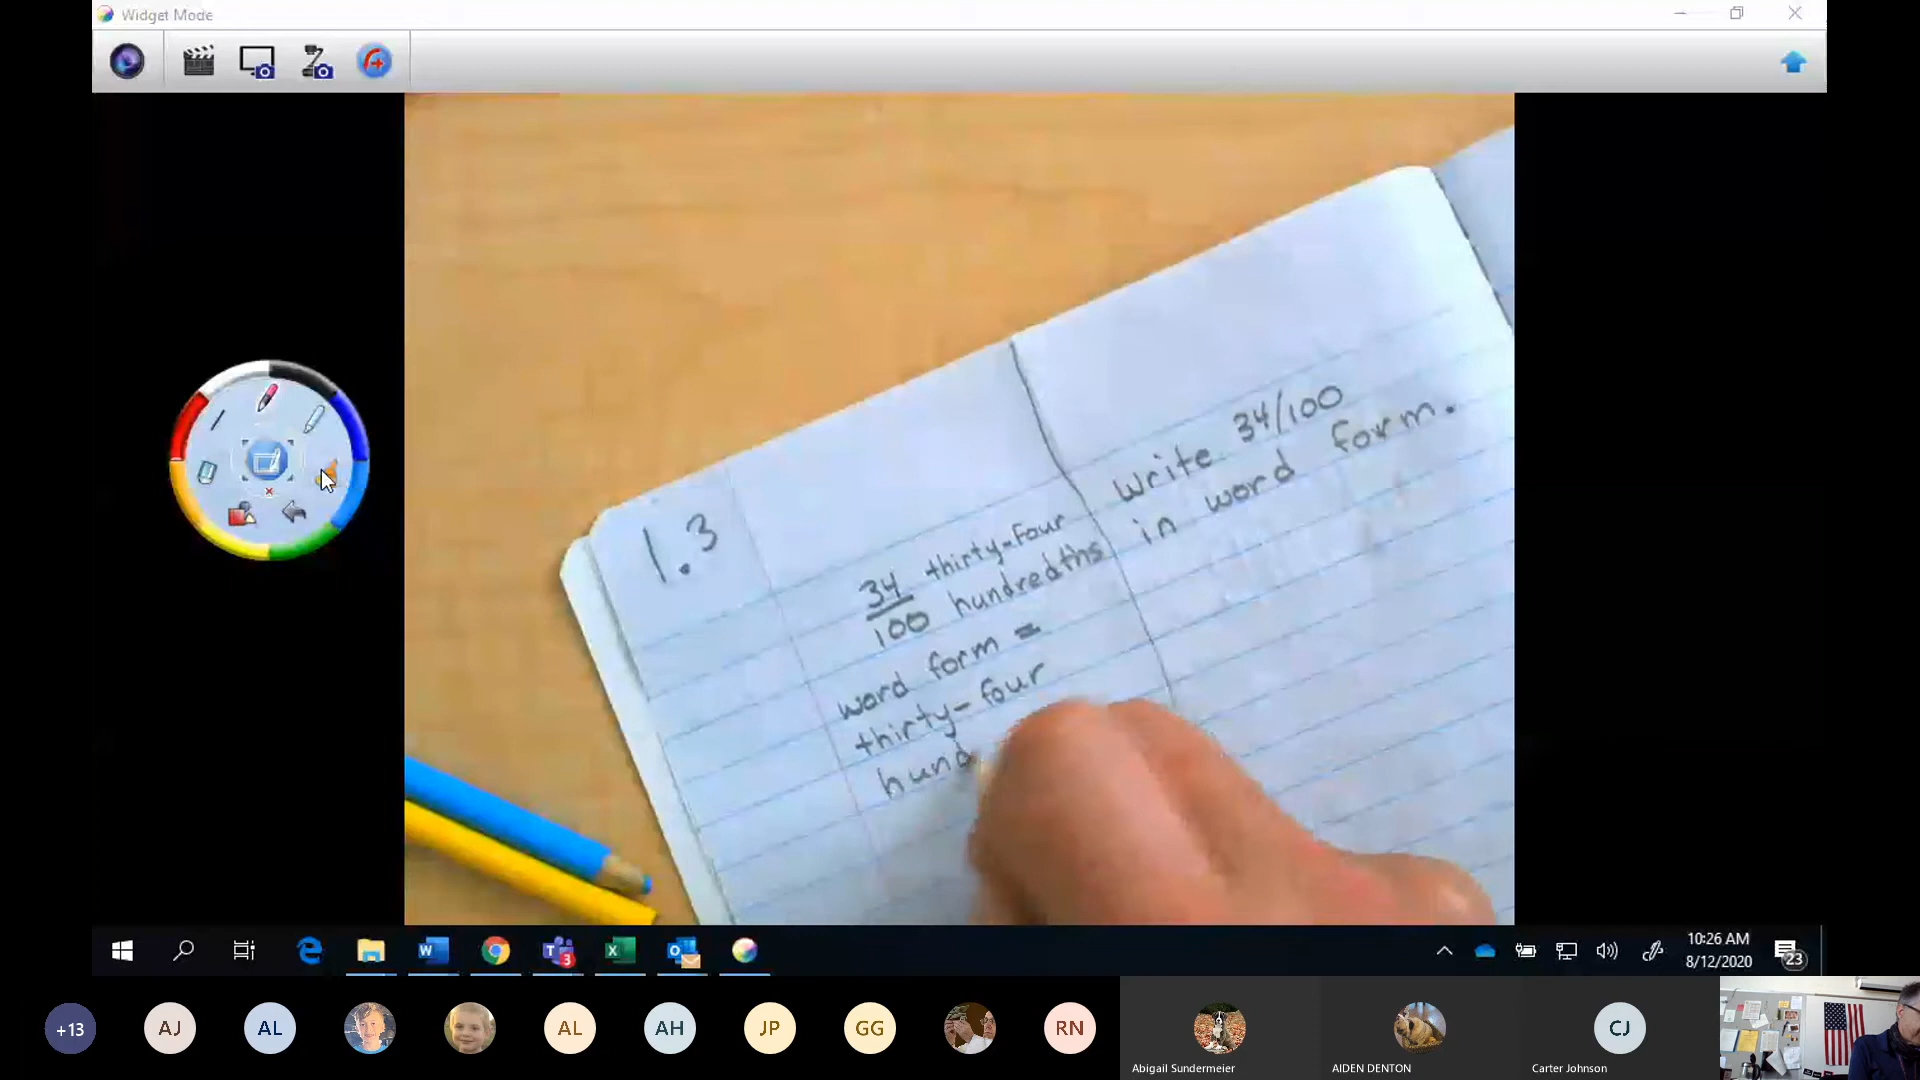 Widget Mode
1.3
34 thirty-four
100 hundredths
word form =
thirty-four
hund
Write 34/100
in word form.
3
10:26 AM
8/12/2020
23
+13
AJ
AL
AL
AH
JP
GG
RN
Abigail Sundermeier
AIDEN DENTON
CJ
Carter Johnson